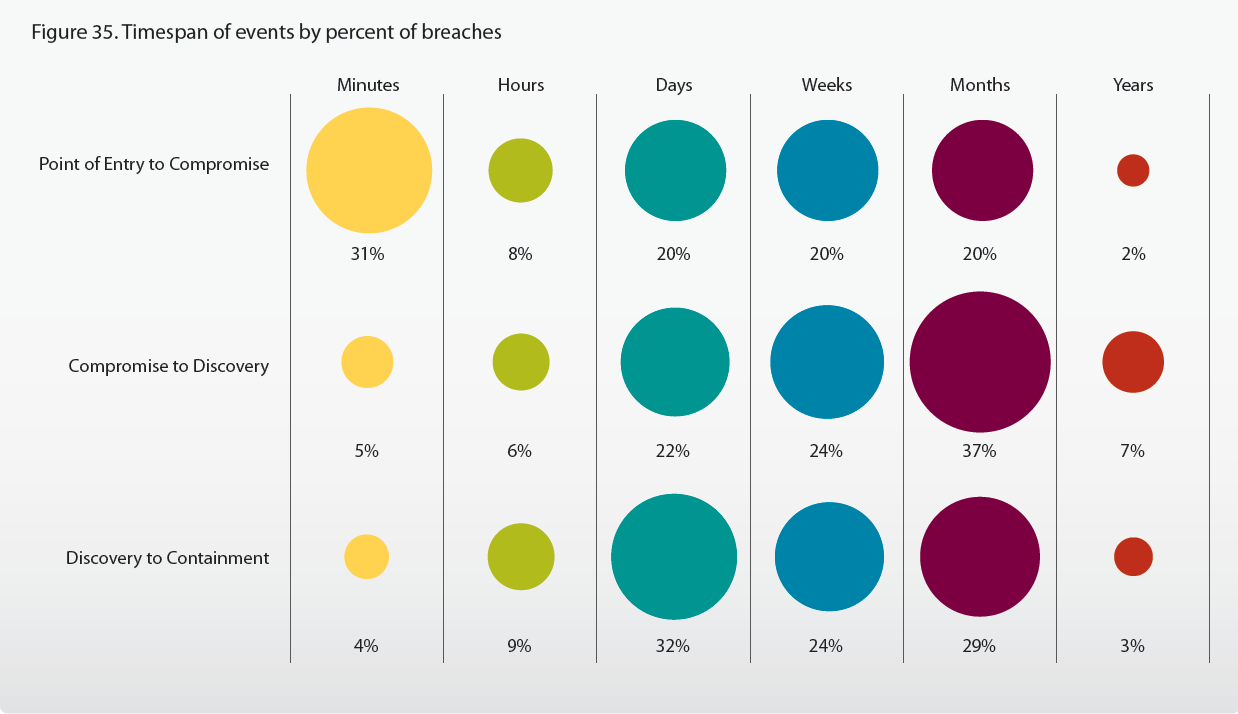 Figure 35. Timespan of events by percent of breaches
Minutes Hours Days Weeks Months Years
Point of Entry to Compromise
31% 8% 20% 20% 20% 2%
Compromise to Discovery
5% 6% 22% 24% 37% 7%
Discovery to Containment
4% 9% 32% 24% 29% 3%